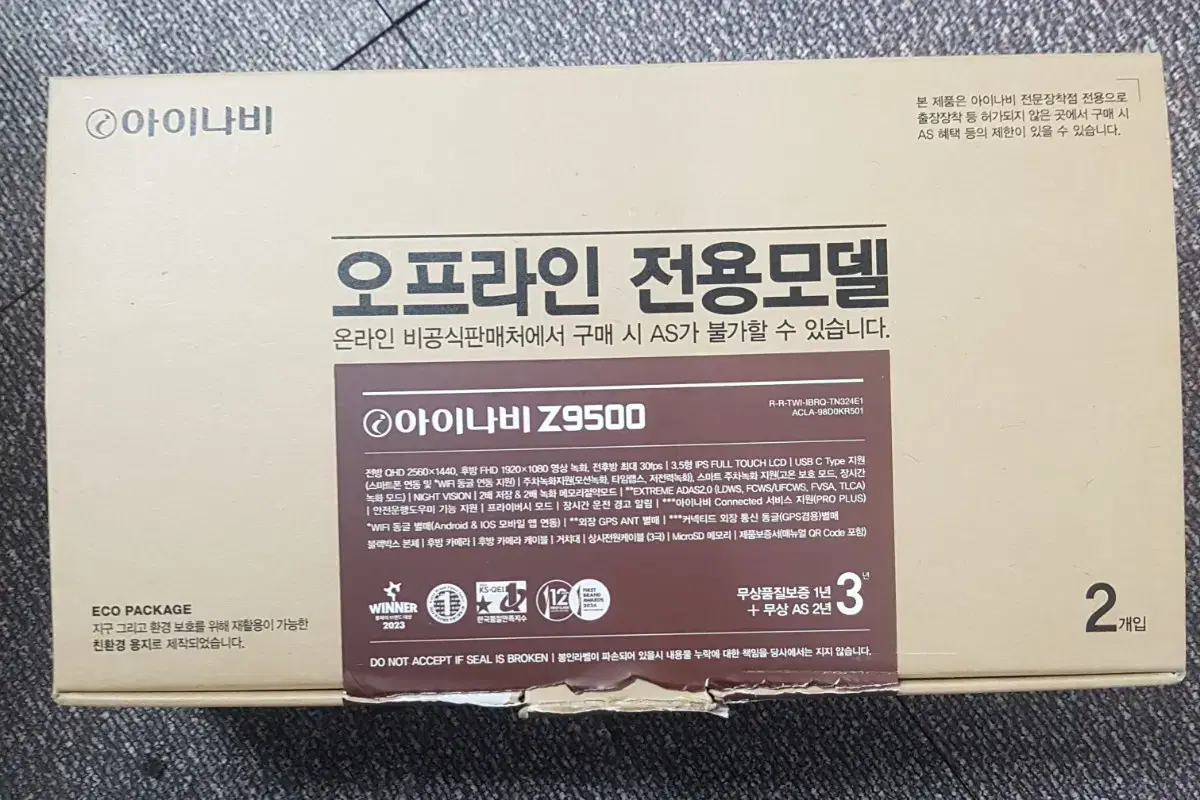 아이나비
본 제품은 아이나비 전문장착점 전용으로
출장장착 등 허가되지 않은 곳에서 구매 시
AS 혜택 등의 제한이 있을 수 있습니다.
오프라인 전용모델
온라인 비공식판매처에서 구매 시 AS가 불가할 수 있습니다.
아이나비 Z9500
R-R-TWI-IBRQ-TN324E1
ACLA-98D0KR501
전방 QHD 2560×1440, 후방 FHD 1920×1080 영상 녹화, 전후방 최대 30fps | 3.5형 IPS FULL TOUCH LCD | USB C Type 지원
(스마트폰 연동 및 *WIFI 동글 연동 지원) | 주차녹화지원(모션녹화, 타임랩스, 저전력녹화), 스마트 주차녹화 지원(고온 보호 모드, 장시간
녹화 모드) | NIGHT VISION | 2배 저장 & 2배 녹화 메모리절약모드 | **EXTREME ADAS2.0 (LDWS, FCWS/UFCWS, FVSA, TLCA)
| 안전운행도우미 기능 지원 | 프라이버시 모드 | 장시간 운전 경고 알림 | ***아이나비 Connected 서비스 지원(PRO PLUS)
*WIFI 동글 별매(Android & IOS 모바일 앱 연동) | **외장 GPS ANT 별매 | ***커넥티드 외장 통신 동글(GPS겸용)별매
블랙박스 본체 | 후방 카메라 | 후방 카메라 케이블 | 거치대 | 상시전원케이블 (3극) | MicroSD 메모리 | 제품보증서(매뉴얼 QR Code 포함)
WINNER
2023
KS-QEI
한국품질만족지수
12
FIRST
BRAND
AWARDS
2024
무상품질보증 1년
+ 무상 AS 2년
3년
DO NOT ACCEPT IF SEAL IS BROKEN | 봉인라벨이 파손되어 있을시 내용물 누락에 대한 책임을 당사에서는 지지 않습니다.
ECO PACKAGE
지구 그리고 환경 보호를 위해 재활용이 가능한
친환경 용지로 제작되었습니다.
2개입